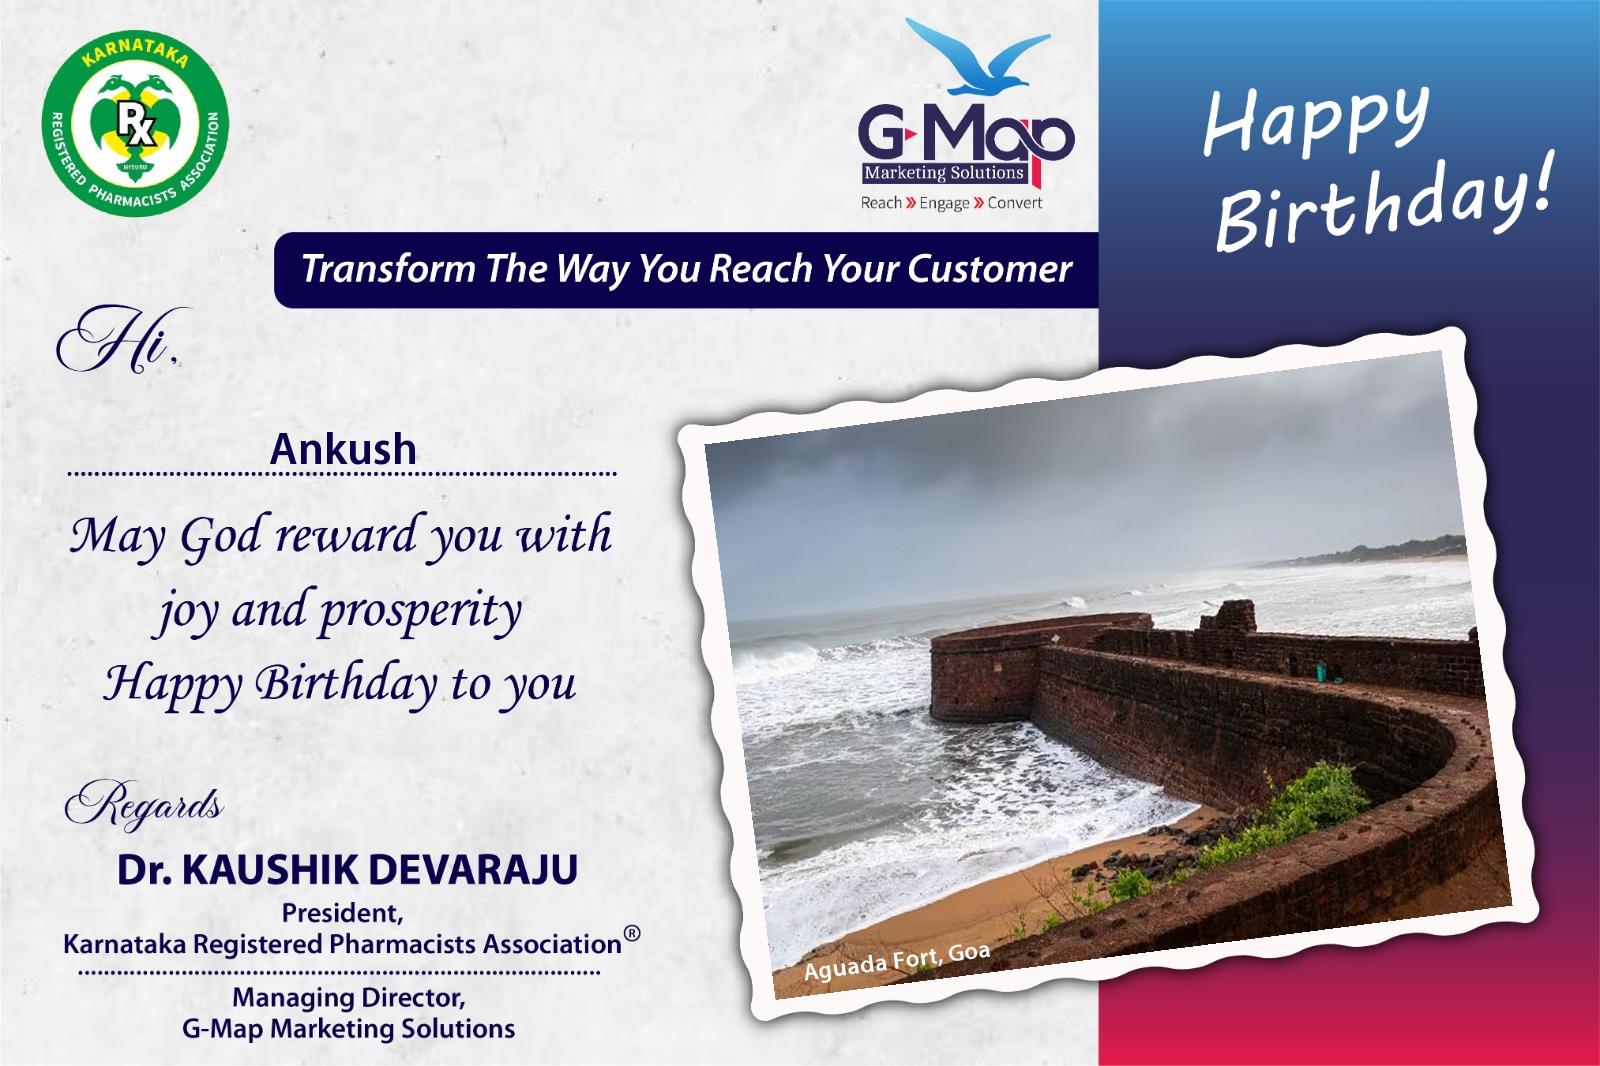 KARNATAKA
REGISTERED PHARMACISTS ASSOCIATION
Rx
MYSURU
G-Map
Marketing Solutions
Reach » Engage » Convert
Happy
Birthday!
Transform The Way You Reach Your Customer
Hi,
Ankush
May God reward you with
joy and prosperity
Happy Birthday to you
Regards
Dr. KAUSHIK DEVARAJU
President,
Karnataka Registered Pharmacists Association®
Managing Director,
G-Map Marketing Solutions
Aguada Fort, Goa